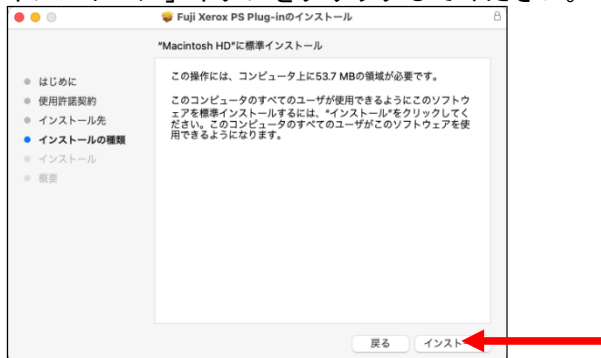 Fuji Xerox PS Plug-inのインストール
"Macintosh HD"に標準インストール
はじめに
使用許諾契約
インストール先
インストールの種類
インストール
概要
この操作には、コンピュータ上に53.7 MBの領域が必要です。
このコンピュータのすべてのユーザが使用できるようにこのソフトウ
ェアを標準インストールするには、"インストール"をクリックしてく
ださい。このコンピュータのすべてのユーザがこのソフトウェアを使
用できるようになります。
戻る
インスト